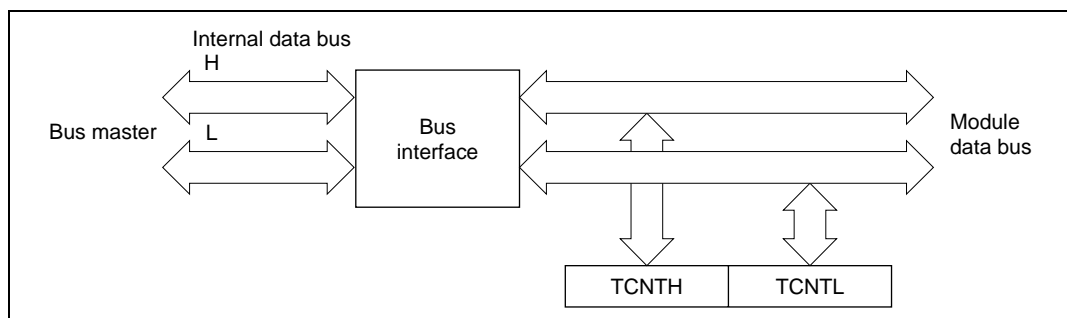 Internal data bus
H
Bus master
L
Bus
interface
Module
data bus
TCNTH
TCNTL